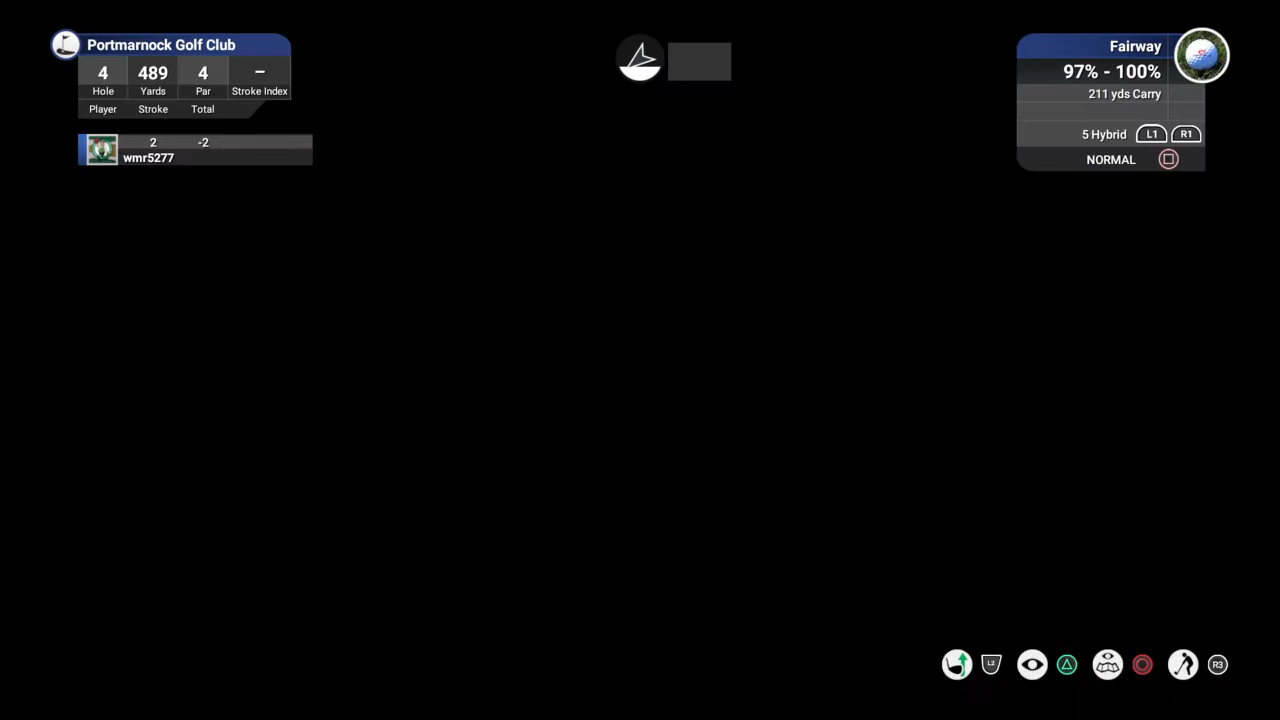 Portmarnock Golf Club
4 489 4 –
Hole Yards Par Stroke Index
Player Stroke Total
2 -2
wmr5277
Fairway
97% - 100%
211 yds Carry
5 Hybrid L1 R1
NORMAL
L2 R3